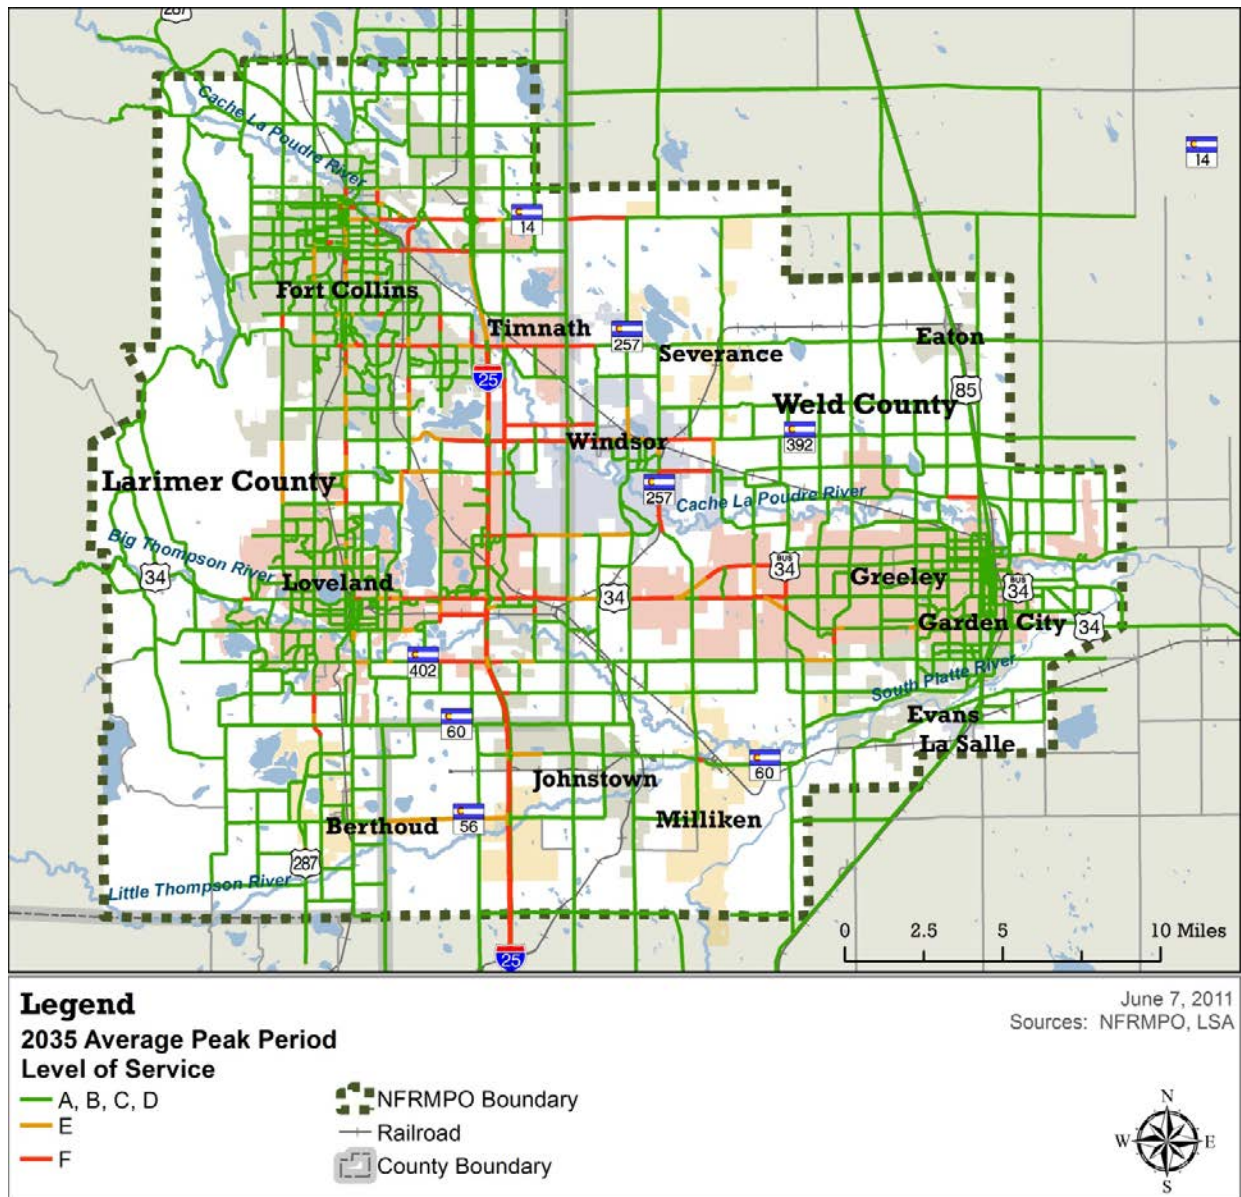 287
Cache La Poudre River
14
14
Fort Collins
Timnath
257
Severance
Eaton
25
85
Weld County
392
Windsor
Larimer County
257
Cache La Poudre River
Big Thompson River
34
Loveland
BUS
34
Greeley
34
BUS
34
Garden City
34
402
South Platte River
60
Evans
La Salle
60
Johnstown
Berthoud
56
Milliken
287
Little Thompson River
25
0 2.5 5 10 Miles
Legend
2035 Average Peak Period
Level of Service
A, B, C, D
E
F
NFRMPO Boundary
Railroad
County Boundary
June 7, 2011
Sources: NFRMPO, LSA
N
W E
S